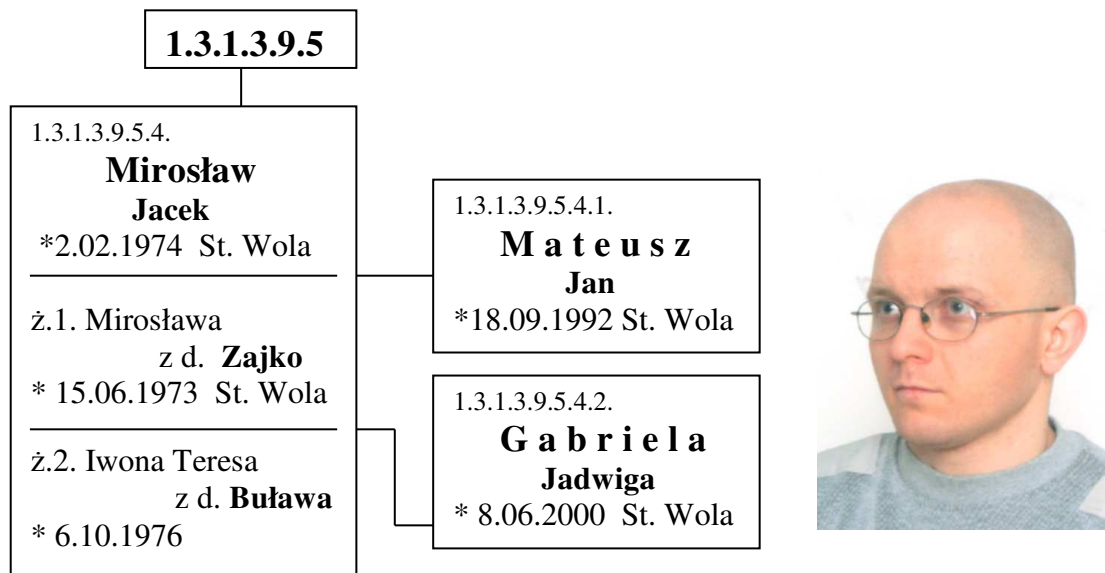 1.3.1.3.9.5
1.3.1.3.9.5.4.
Mirosław
Jacek
*2.02.1974 St. Wola
ż.1. Mirosława
z d. Zajko
* 15.06.1973 St. Wola
ż.2. Iwona Teresa
z d. Buława
* 6.10.1976
1.3.1.3.9.5.4.1.
M a t e u s z
Jan
*18.09.1992 St. Wola
1.3.1.3.9.5.4.2.
G a b r i e l a
Jadwiga
* 8.06.2000 St. Wola